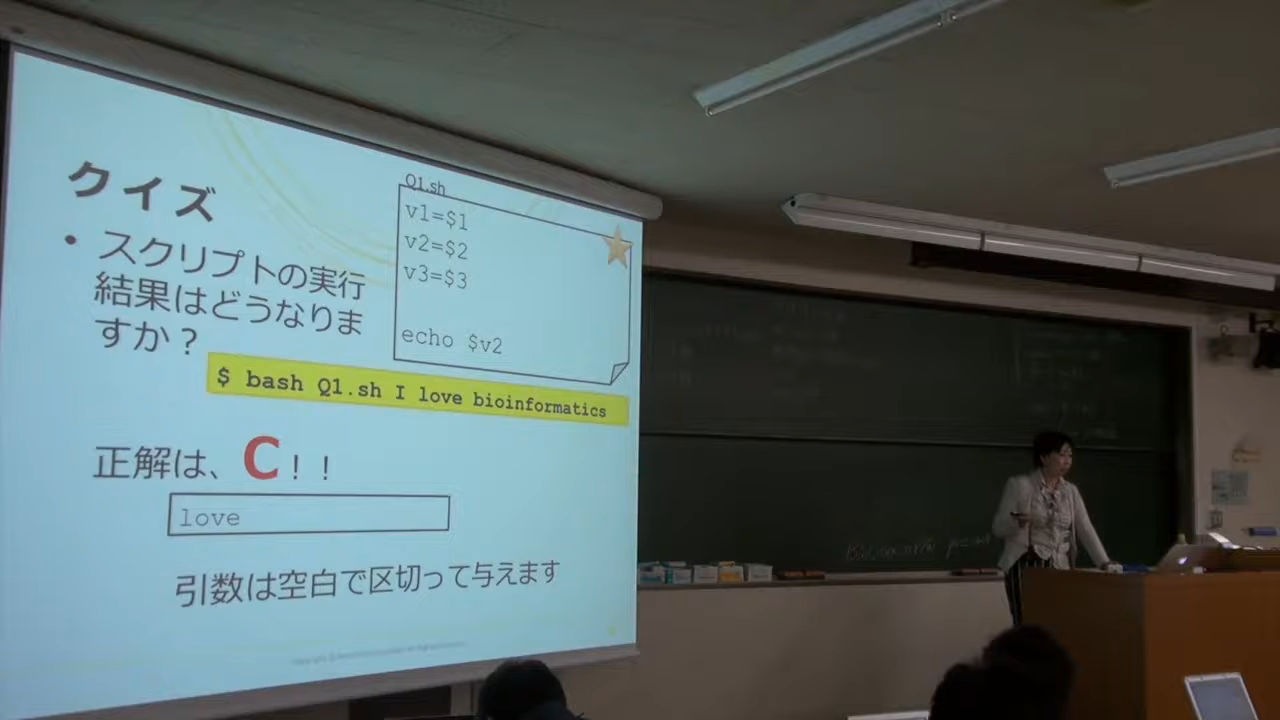 クイズ
• スクリプトの実行
結果はどうなりま
すか？
Q1.sh
v1=$1
v2=$2
v3=$3
echo $v2
$ bash Q1.sh I love bioinformatics
正解は、C！！
love
引数は空白で区切って与えます